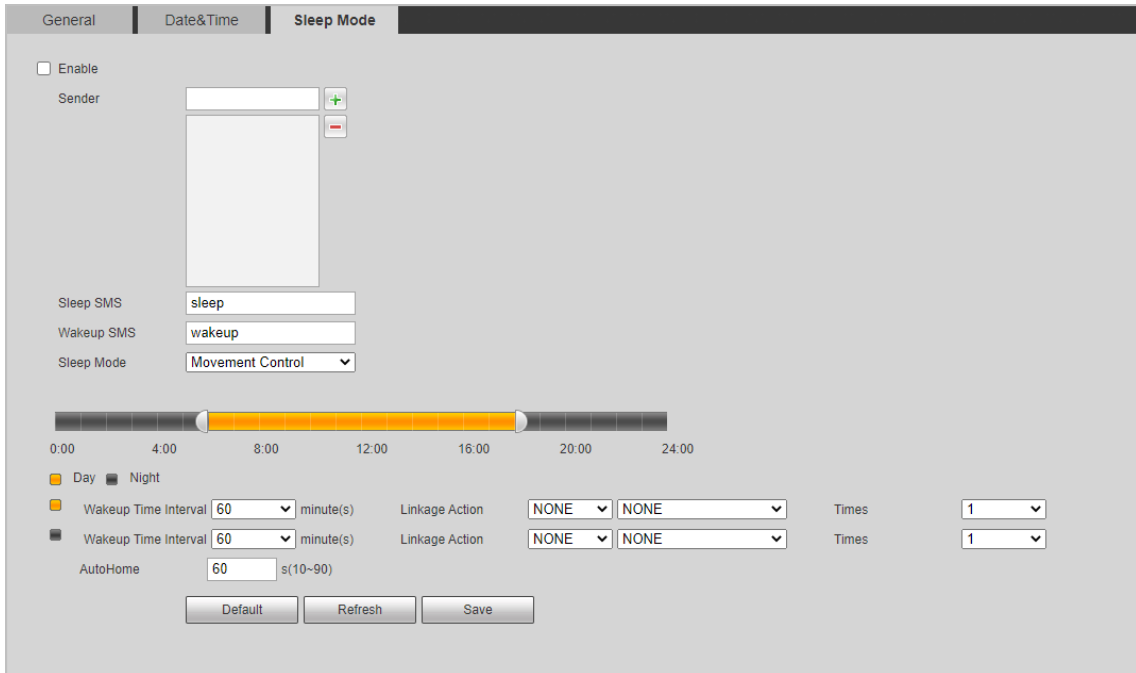 General Date&Time Sleep Mode
Enable
Sender
Sleep SMS sleep
Wakeup SMS wakeup
Sleep Mode Movement Control
0:00 4:00 8:00 12:00 16:00 20:00 24:00
Day Night
Wakeup Time Interval 60 minute(s) Linkage Action NONE NONE Times 1
Wakeup Time Interval 60 minute(s) Linkage Action NONE NONE Times 1
AutoHome 60 s(10~90)
Default Refresh Save